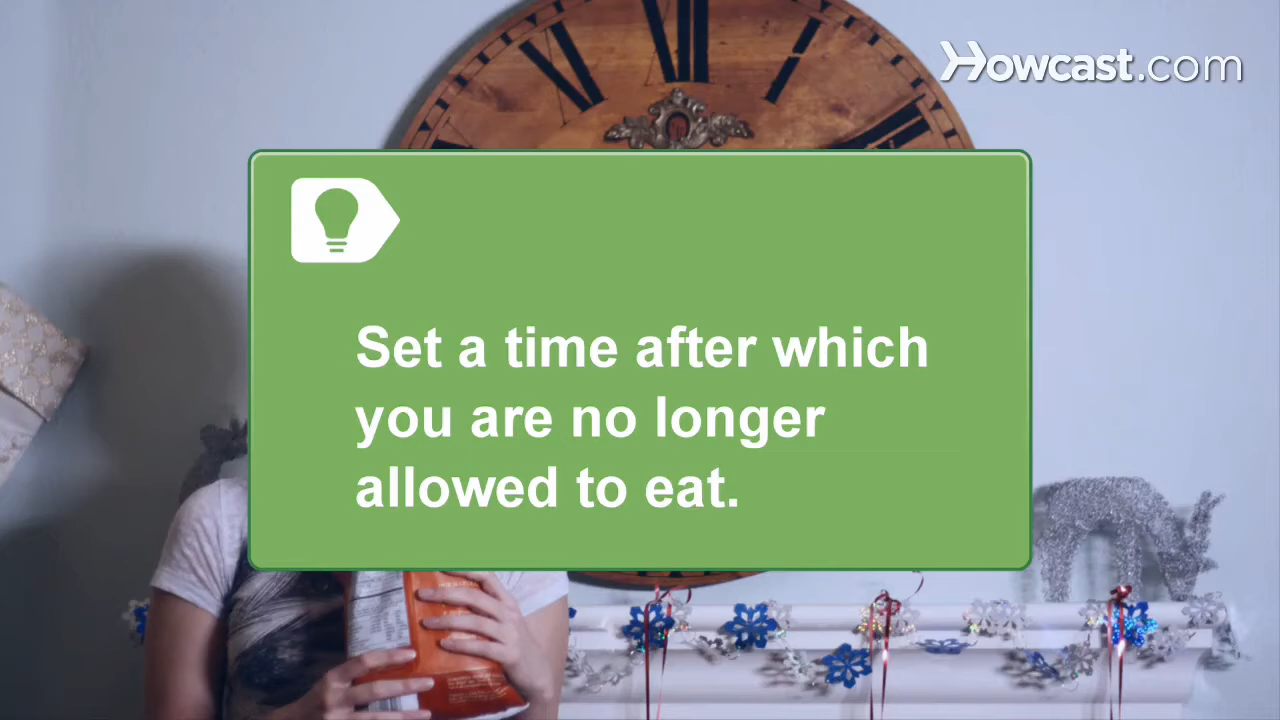 Howcast.com
Set a time after which
you are no longer
allowed to eat.